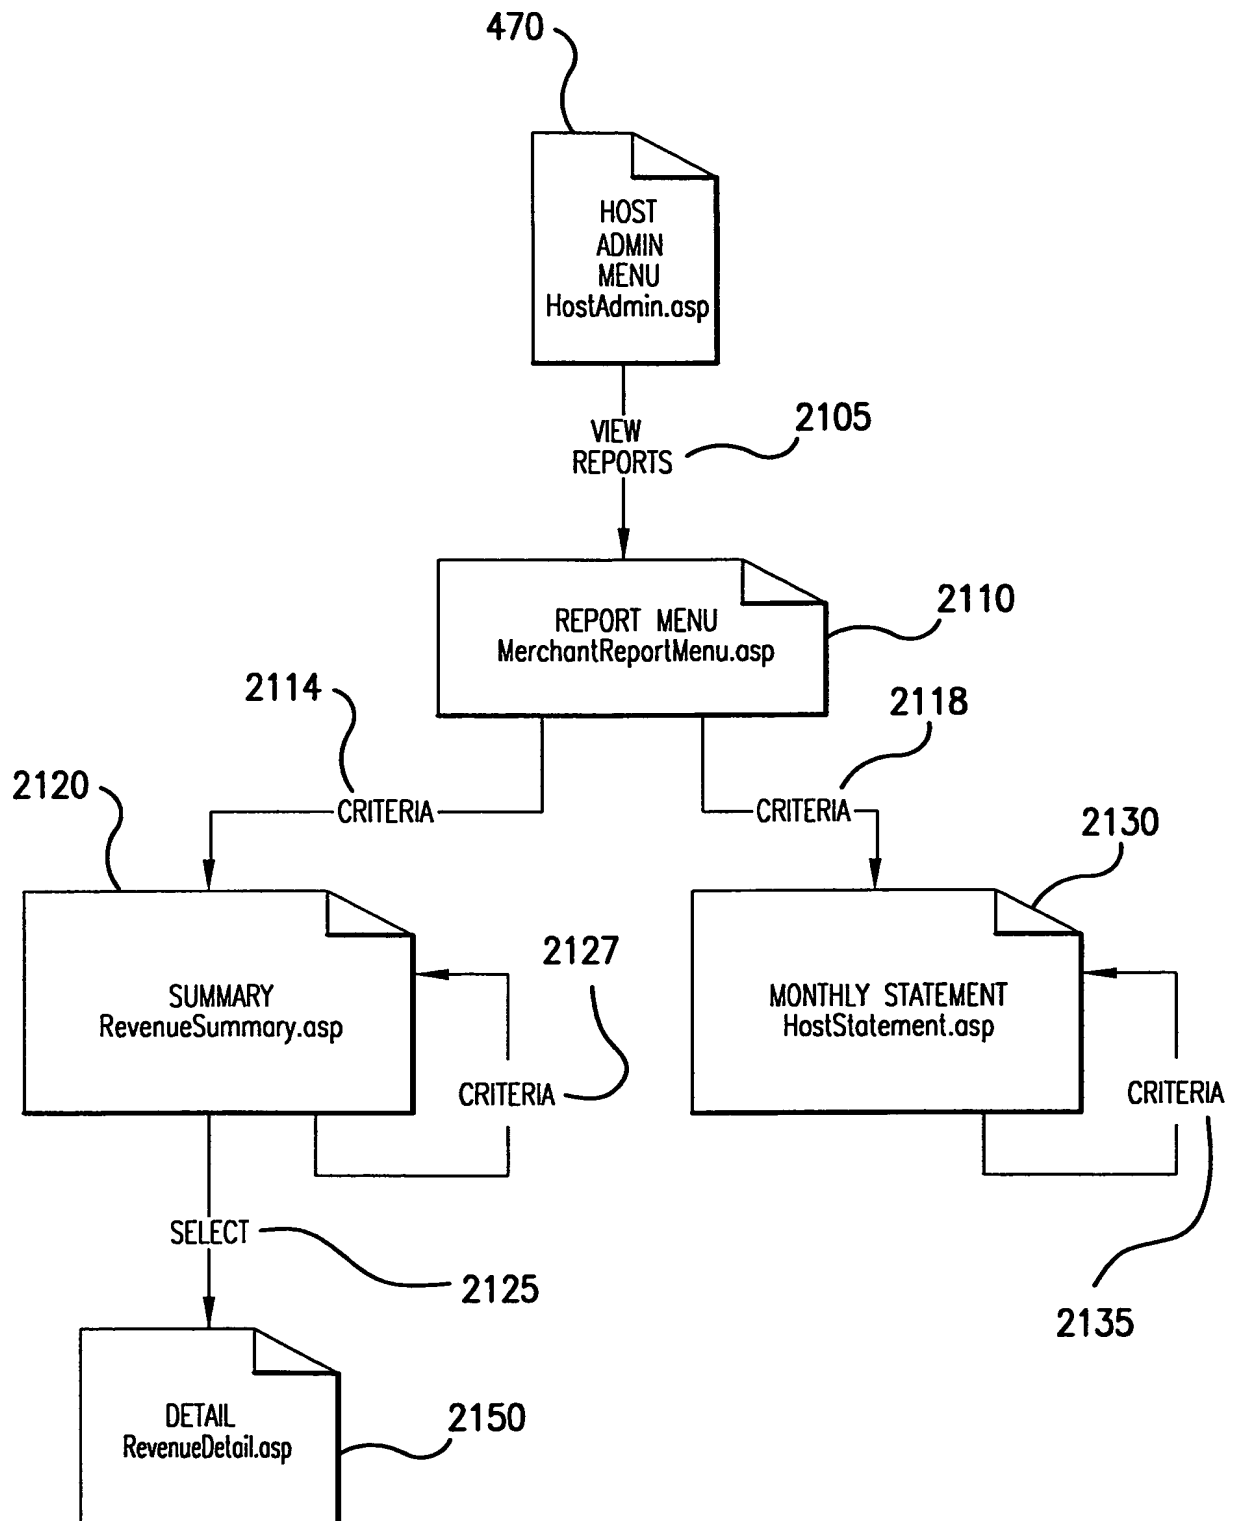 470
HOST
ADMIN
MENU
HostAdmin.asp
VIEW
REPORTS
2105
REPORT MENU
MerchantReportMenu.asp
2110
2114
2118
CRITERIA
CRITERIA
2120
2130
SUMMARY
RevenueSummary.asp
2127
CRITERIA
MONTHLY STATEMENT
HostStatement.asp
CRITERIA
2135
SELECT
2125
DETAIL
RevenueDetail.asp
2150